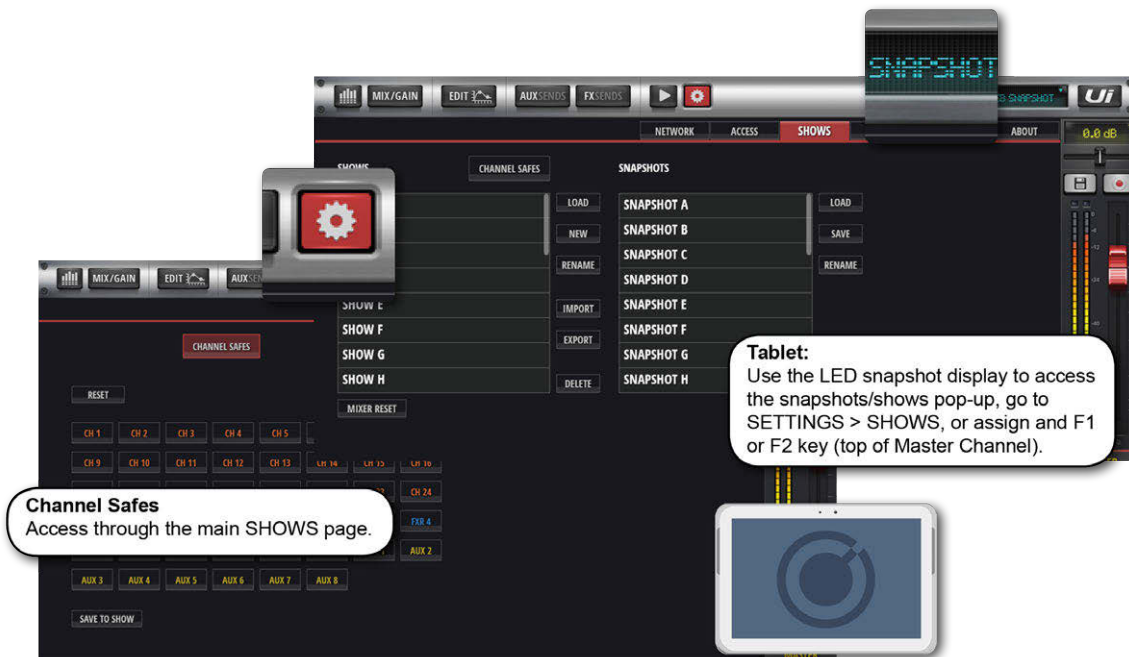 SNAPSHOT
MIX/GAIN EDIT AUXSENDS FXSENDS SNAPSHOT Ui
NETWORK ACCESS SHOWS ABOUT 0.0 dB
SHOWS CHANNEL SAFES SNAPSHOTS
LOAD SNAPSHOT A LOAD
NEW SNAPSHOT B SAVE
RENAME SNAPSHOT C RENAME
SNAPSHOT D
SHOW E IMPORT SNAPSHOT E
SHOW F EXPORT SNAPSHOT F
SHOW G SNAPSHOT G
SHOW H DELETE SNAPSHOT H
MIXER RESET
Tablet:
Use the LED snapshot display to access
the snapshots/shows pop-up, go to
SETTINGS > SHOWS, or assign and F1
or F2 key (top of Master Channel).
MIX/GAIN EDIT
CHANNEL SAFES
RESET
CH 1 CH 2 CH 3 CH 4 CH 5
CH 9 CH 10 CH 11 CH 12 CH 13 CH 14 CH 15 CH 16
CH 24
FXR 4
AUX 2
Channel Safes
Access through the main SHOWS page.
AUX 3 AUX 4 AUX 5 AUX 6 AUX 7 AUX 8
SAVE TO SHOW